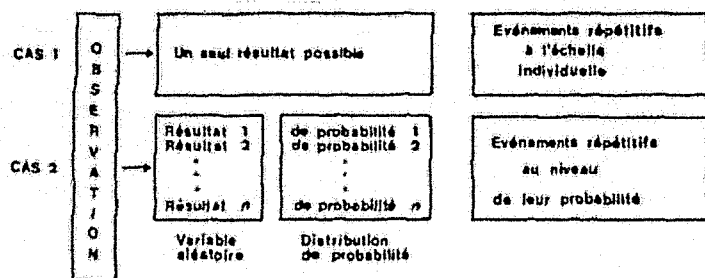 CAS 1
OBSERVATION
Un seul résultat possible
Evénements répétitifs
à l'échelle
individuelle
CAS 2
Résultat 1
Résultat 2
Résultat n
de probabilité 1
de probabilité 2
de probabilité n
Evénements répétitifs
au niveau
de leur probabilité
Variable
aléatoire
Distribution
de probabilité